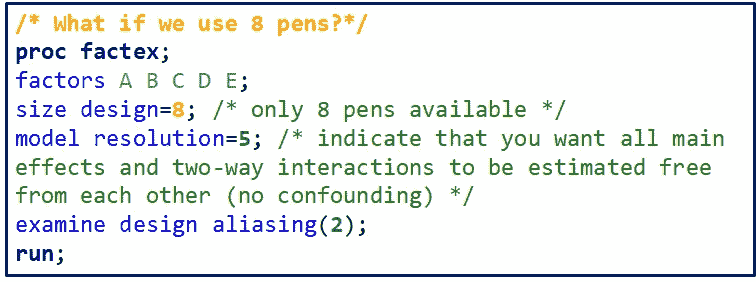 /* What if we use 8 pens?*/
proc factex;
factors A B C D E;
size design=8; /* only 8 pens available */
model resolution=5; /* indicate that you want all main
effects and two-way interactions to be estimated free
from each other (no confounding) */
examine design aliasing(2);
run;